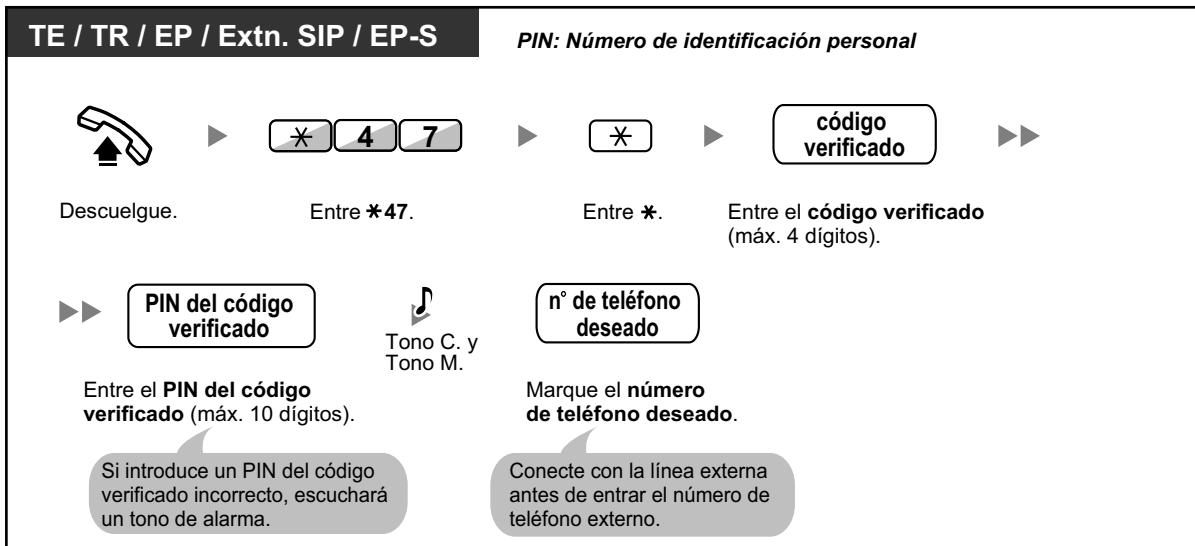 TE / TR / EP / Extn. SIP / EP-S
PIN: Número de identificación personal
* 4 7
*
código
verificado
Descuelgue.
Entre *47.
Entre *.
Entre el código verificado
(máx. 4 dígitos).
PIN del código
verificado
Tono C. y
Tono M.
n° de teléfono
deseado
Entre el PIN del código
verificado (máx. 10 dígitos).
Marque el número
de teléfono deseado.
Si introduce un PIN del código
verificado incorrecto, escuchará
un tono de alarma.
Conecte con la línea externa
antes de entrar el número de
teléfono externo.